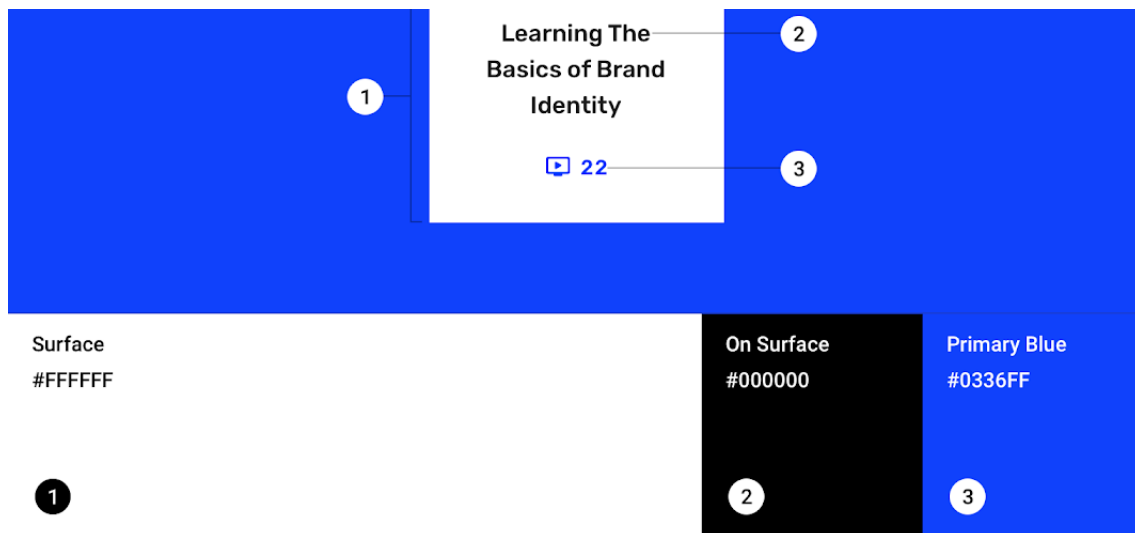 Learning The
2
Basics of Brand
1
Identity
22
3
Surface
#FFFFFF
1
On Surface
#000000
2
Primary Blue
#0336FF
3